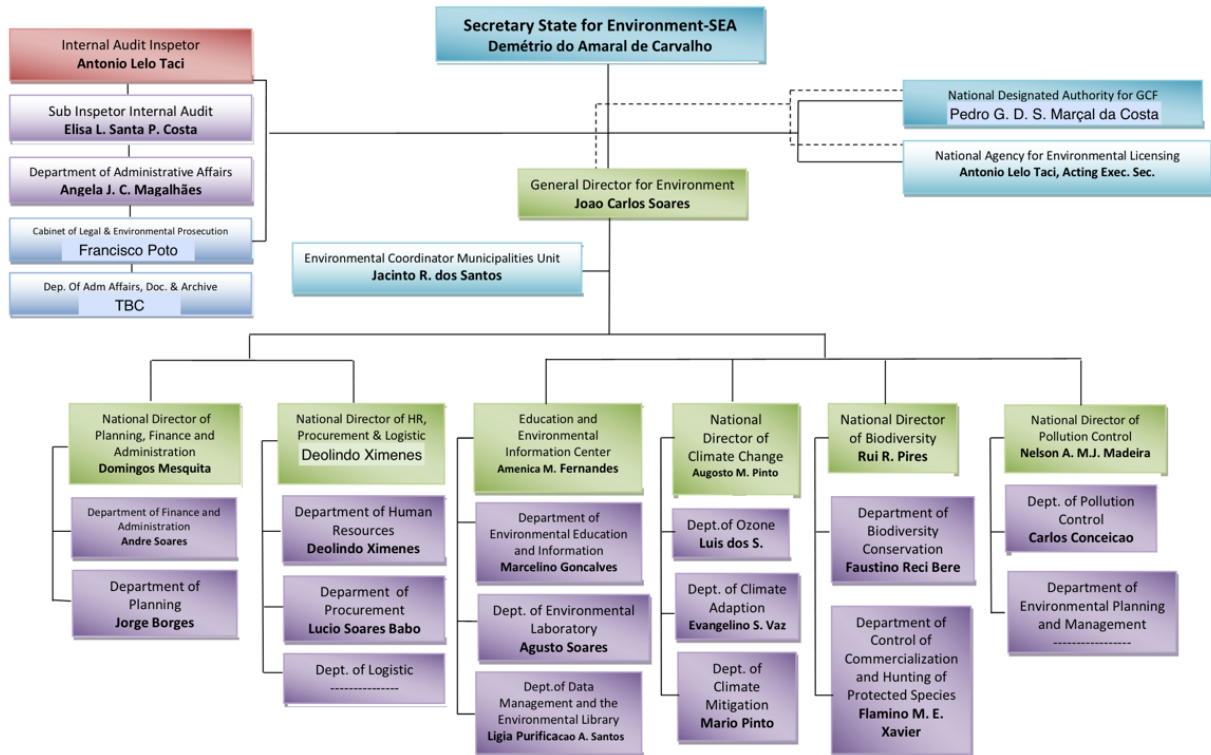 Secretary State for Environment-SEA
Demétrio do Amaral de Carvalho
Internal Audit Inspetor
Antonio Lelo Taci
Sub Inspetor Internal Audit
Elisa L. Santa P. Costa
Department of Administrative Affairs
Angela J. C. Magalhães
Cabinet of Legal & Environmental Prosecution
Francisco Poto
Dep. Of Adm Affairs, Doc. & Archive
TBC
National Designated Authority for GCF
Pedro G. D. S. Marçal da Costa
National Agency for Environmental Licensing
Antonio Lelo Taci, Acting Exec. Sec.
General Director for Environment
Joao Carlos Soares
Environmental Coordinator Municipalities Unit
Jacinto R. dos Santos
National Director of
Planning, Finance and
Administration
Domingos Mesquita
Department of Finance and
Administration
Andre Soares
Department of
Planning
Jorge Borges
National Director of HR,
Procurement & Logistic
Deolindo Ximenes
Department of Human
Resources
Deolindo Ximenes
Deparment of
Procurement
Lucio Soares Babo
Dept. of Logistic
---------------
Education and
Environmental
Information Center
Amenica M. Fernandes
Department of
Environmental Education
and Information
Marcelino Goncalves
Dept. of Environmental
Laboratory
Agusto Soares
Dept.of Data
Management and the
Environmental Library
Ligia Purificacao A. Santos
National
Director of
Climate Change
Augosto M. Pinto
Dept.of Ozone
Luis dos S.
Dept. of Climate
Adaption
Evangelino S. Vaz
Dept. of
Climate
Mitigation
Mario Pinto
National Director
of Biodiversity
Rui R. Pires
Department of
Biodiversity
Conservation
Faustino Reci Bere
Department of
Control of
Commercialization
and Hunting of
Protected Species
Flamino M. E.
Xavier
National Director of
Pollution Control
Nelson A. M.J. Madeira
Dept. of Pollution
Control
Carlos Conceicao
Department of
Environmental Planning
and Management
----------------